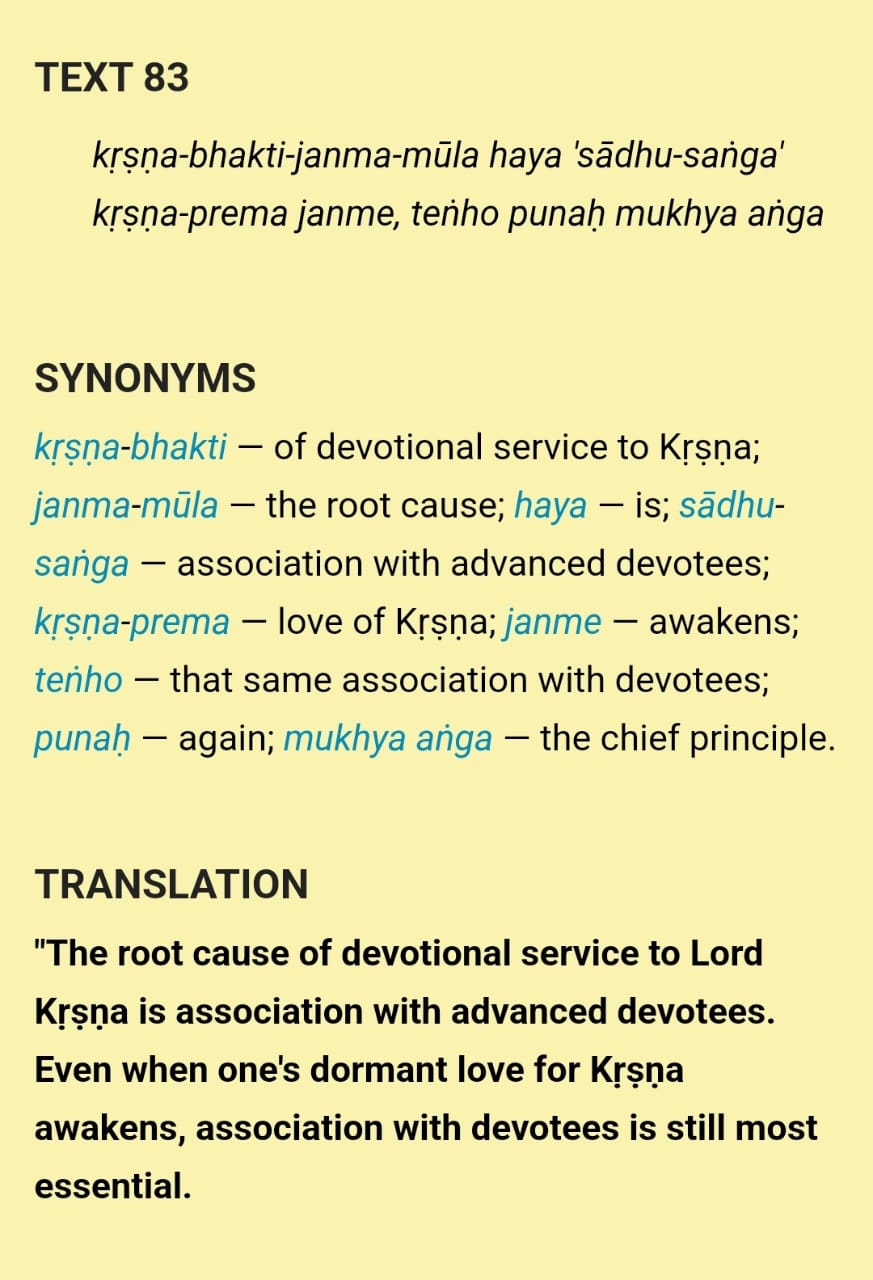 TEXT 83
kṛṣṇa-bhakti-janma-mūla haya 'sādhu-saṅga'
kṛṣṇa-prema janme, teṅho punaḥ mukhya aṅga
SYNONYMS
kṛṣṇa-bhakti — of devotional service to Kṛṣṇa;
janma-mūla — the root cause; haya — is; sādhu-
saṅga — association with advanced devotees;
kṛṣṇa-prema — love of Kṛṣṇa; janme — awakens;
teṅho — that same association with devotees;
punaḥ — again; mukhya aṅga — the chief principle.
TRANSLATION
"The root cause of devotional service to Lord
Kṛṣṇa is association with advanced devotees.
Even when one's dormant love for Kṛṣṇa
awakens, association with devotees is still most
essential.